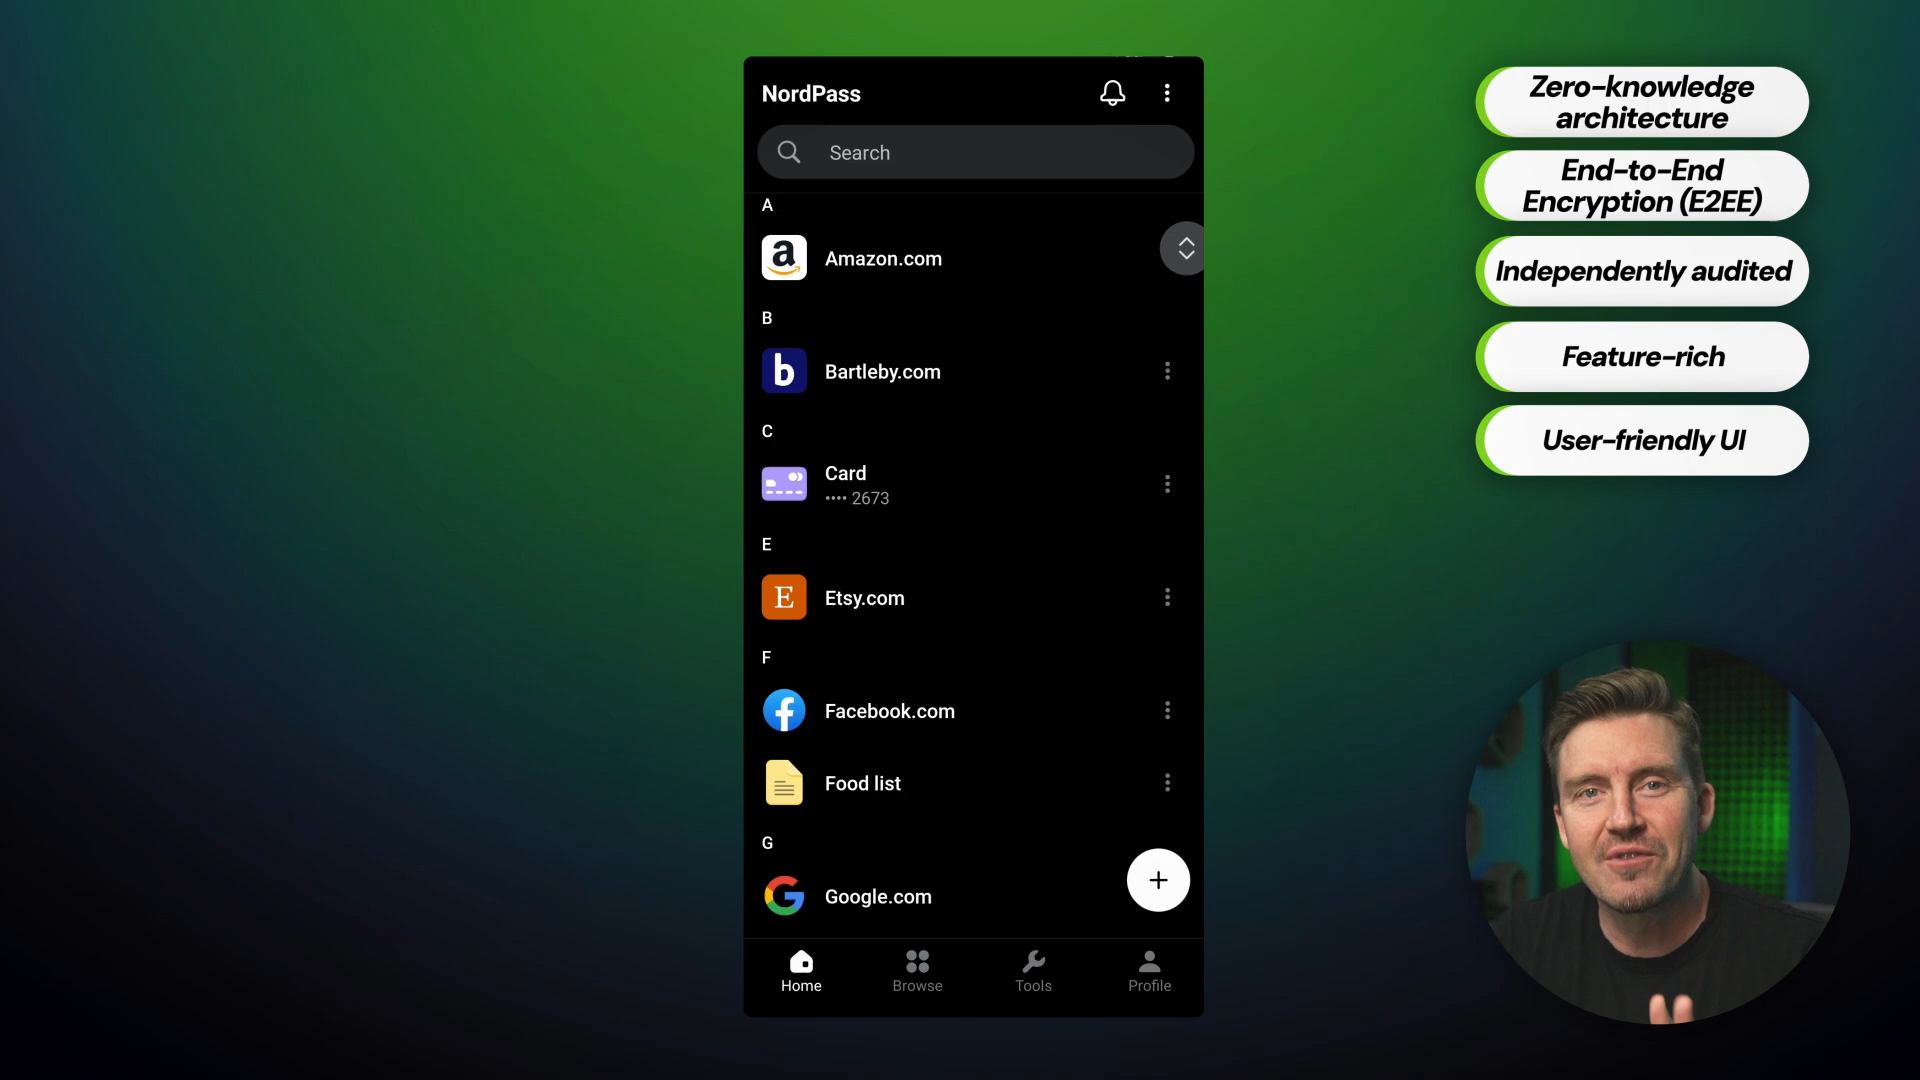 NordPass
Search
A
Amazon.com
B
Bartleby.com
C
Card
•••• 2673
E
Etsy.com
F
Facebook.com
Food list
G
Google.com
Home
Browse
Tools
Profile
Zero-knowledge
architecture
End-to-End
Encryption (E2EE)
Independently audited
Feature-rich
User-friendly UI